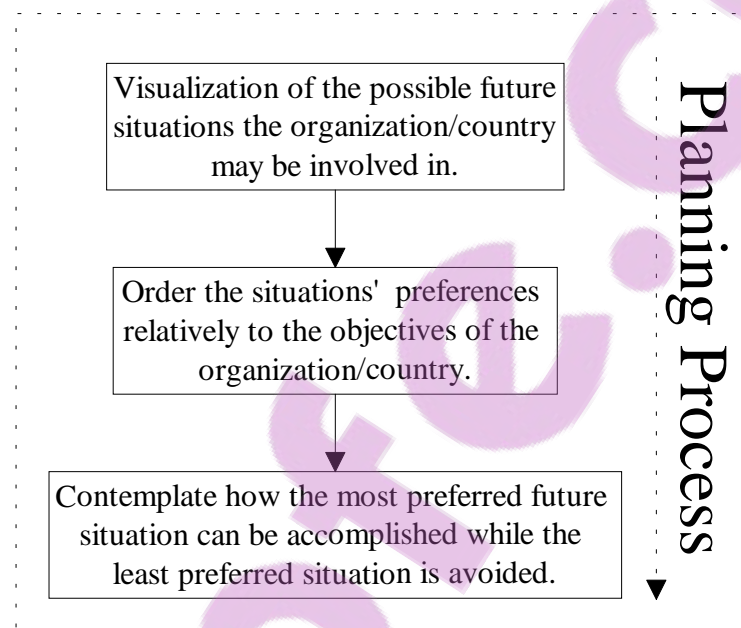 Visualization of the possible future
situations the organization/country
may be involved in.
Order the situations' preferences
relatively to the objectives of the
organization/country.
Contemplate how the most preferred future
situation can be accomplished while the
least preferred situation is avoided.
Planning Process